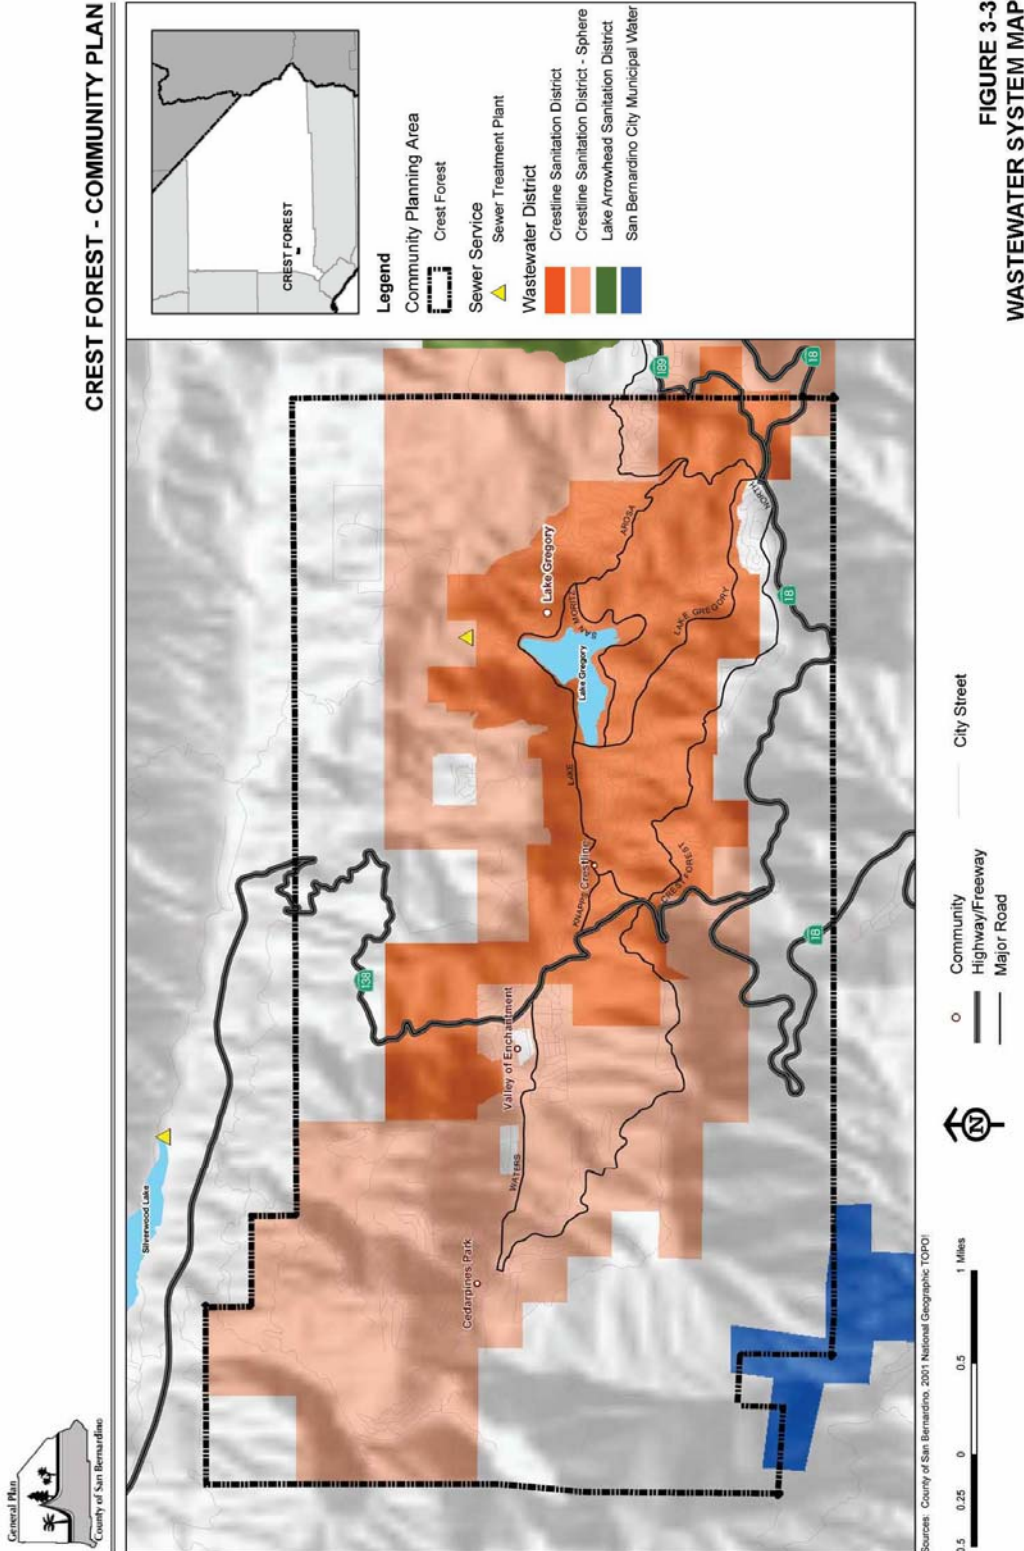 General Plan
County of San Bernardino
CREST FOREST - COMMUNITY PLAN
Silverwood Lake
138
Cedarpines Park
WATERS
Valley of Enchantment
KNAPPS
Crestline
CREST FOREST
LAKE
Lake Gregory
SAN MORITZ
Lake Gregory
LAKE GREGORY
AROSA
NORTH
189
18
18
18
CREST FOREST
Legend
Community Planning Area
Crest Forest
Sewer Service
Sewer Treatment Plant
Wastewater District
Crestline Sanitation District
Crestline Sanitation District - Sphere
Lake Arrowhead Sanitation District
San Bernardino City Municipal Water
Sources: County of San Bernardino, 2001 National Geographic TOPO!
0.5 0.25 0 0.5 1 Miles
N
Community
Highway/Freeway
Major Road
City Street
FIGURE 3-3
WASTEWATER SYSTEM MAP